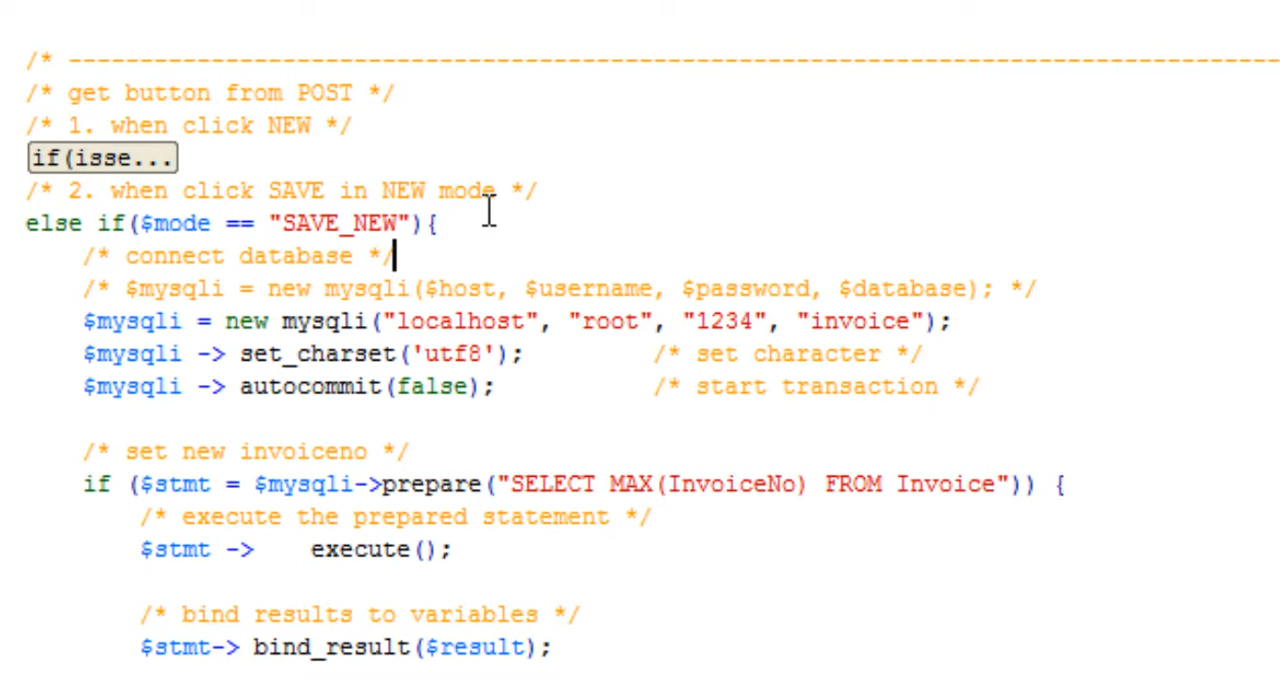 /* -------------------------------------------------------------------------------------
/* get button from POST */
/* 1. when click NEW */
if(isse...
/* 2. when click SAVE in NEW mode */
else if($mode == "SAVE_NEW"){
/* connect database */
/* $mysqli = new mysqli($host, $username, $password, $database); */
$mysqli = new mysqli("localhost", "root", "1234", "invoice");
$mysqli -> set_charset('utf8'); /* set character */
$mysqli -> autocommit(false); /* start transaction */
/* set new invoiceno */
if ($stmt = $mysqli->prepare("SELECT MAX(InvoiceNo) FROM Invoice")) {
/* execute the prepared statement */
$stmt -> execute();
/* bind results to variables */
$stmt-> bind_result($result);